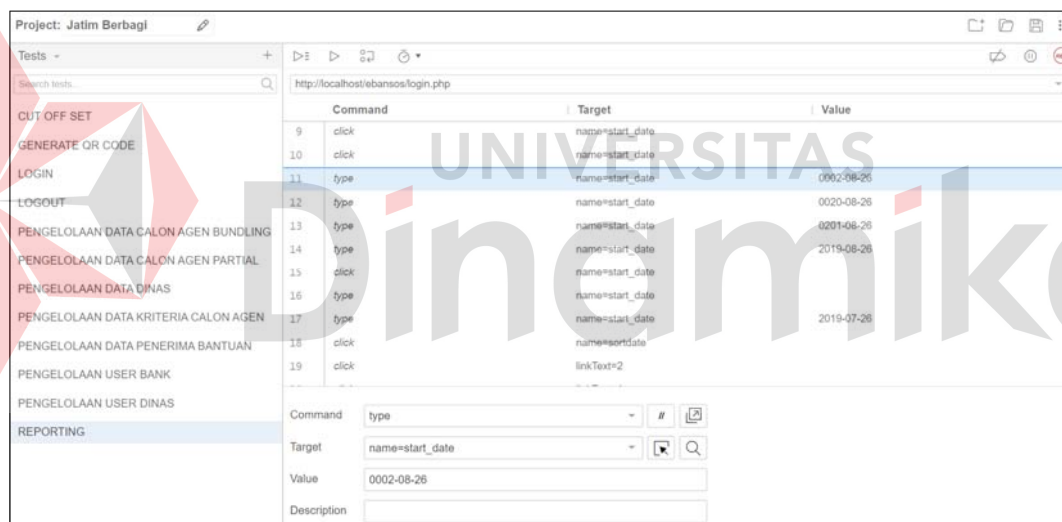 Project: Jatim Berbagi
Tests
Search tests...
http://localhost/ebansos/login.php
CUT OFF SET
GENERATE QR CODE
LOGIN
LOGOUT
PENGELOLAAN DATA CALON AGEN BUNDLING
PENGELOLAAN DATA CALON AGEN PARTIAL
PENGELOLAAN DATA DINAS
PENGELOLAAN DATA KRITERIA CALON AGEN
PENGELOLAAN DATA PENERIMA BANTUAN
PENGELOLAAN USER BANK
PENGELOLAAN USER DINAS
REPORTING
Command Target Value
9 click name=start_date
10 click name=start_date
11 type name=start_date 0002-08-26
12 type name=start_date 0020-08-26
13 type name=start_date 0201-08-26
14 type name=start_date 2019-08-26
15 click name=start_date
16 type name=start_date
17 type name=start_date 2019-07-26
18 click name=sortdate
19 click linkText=2
Command type //
Target name=start_date
Value 0002-08-26
Description
UNIVERSITAS
Dinamika